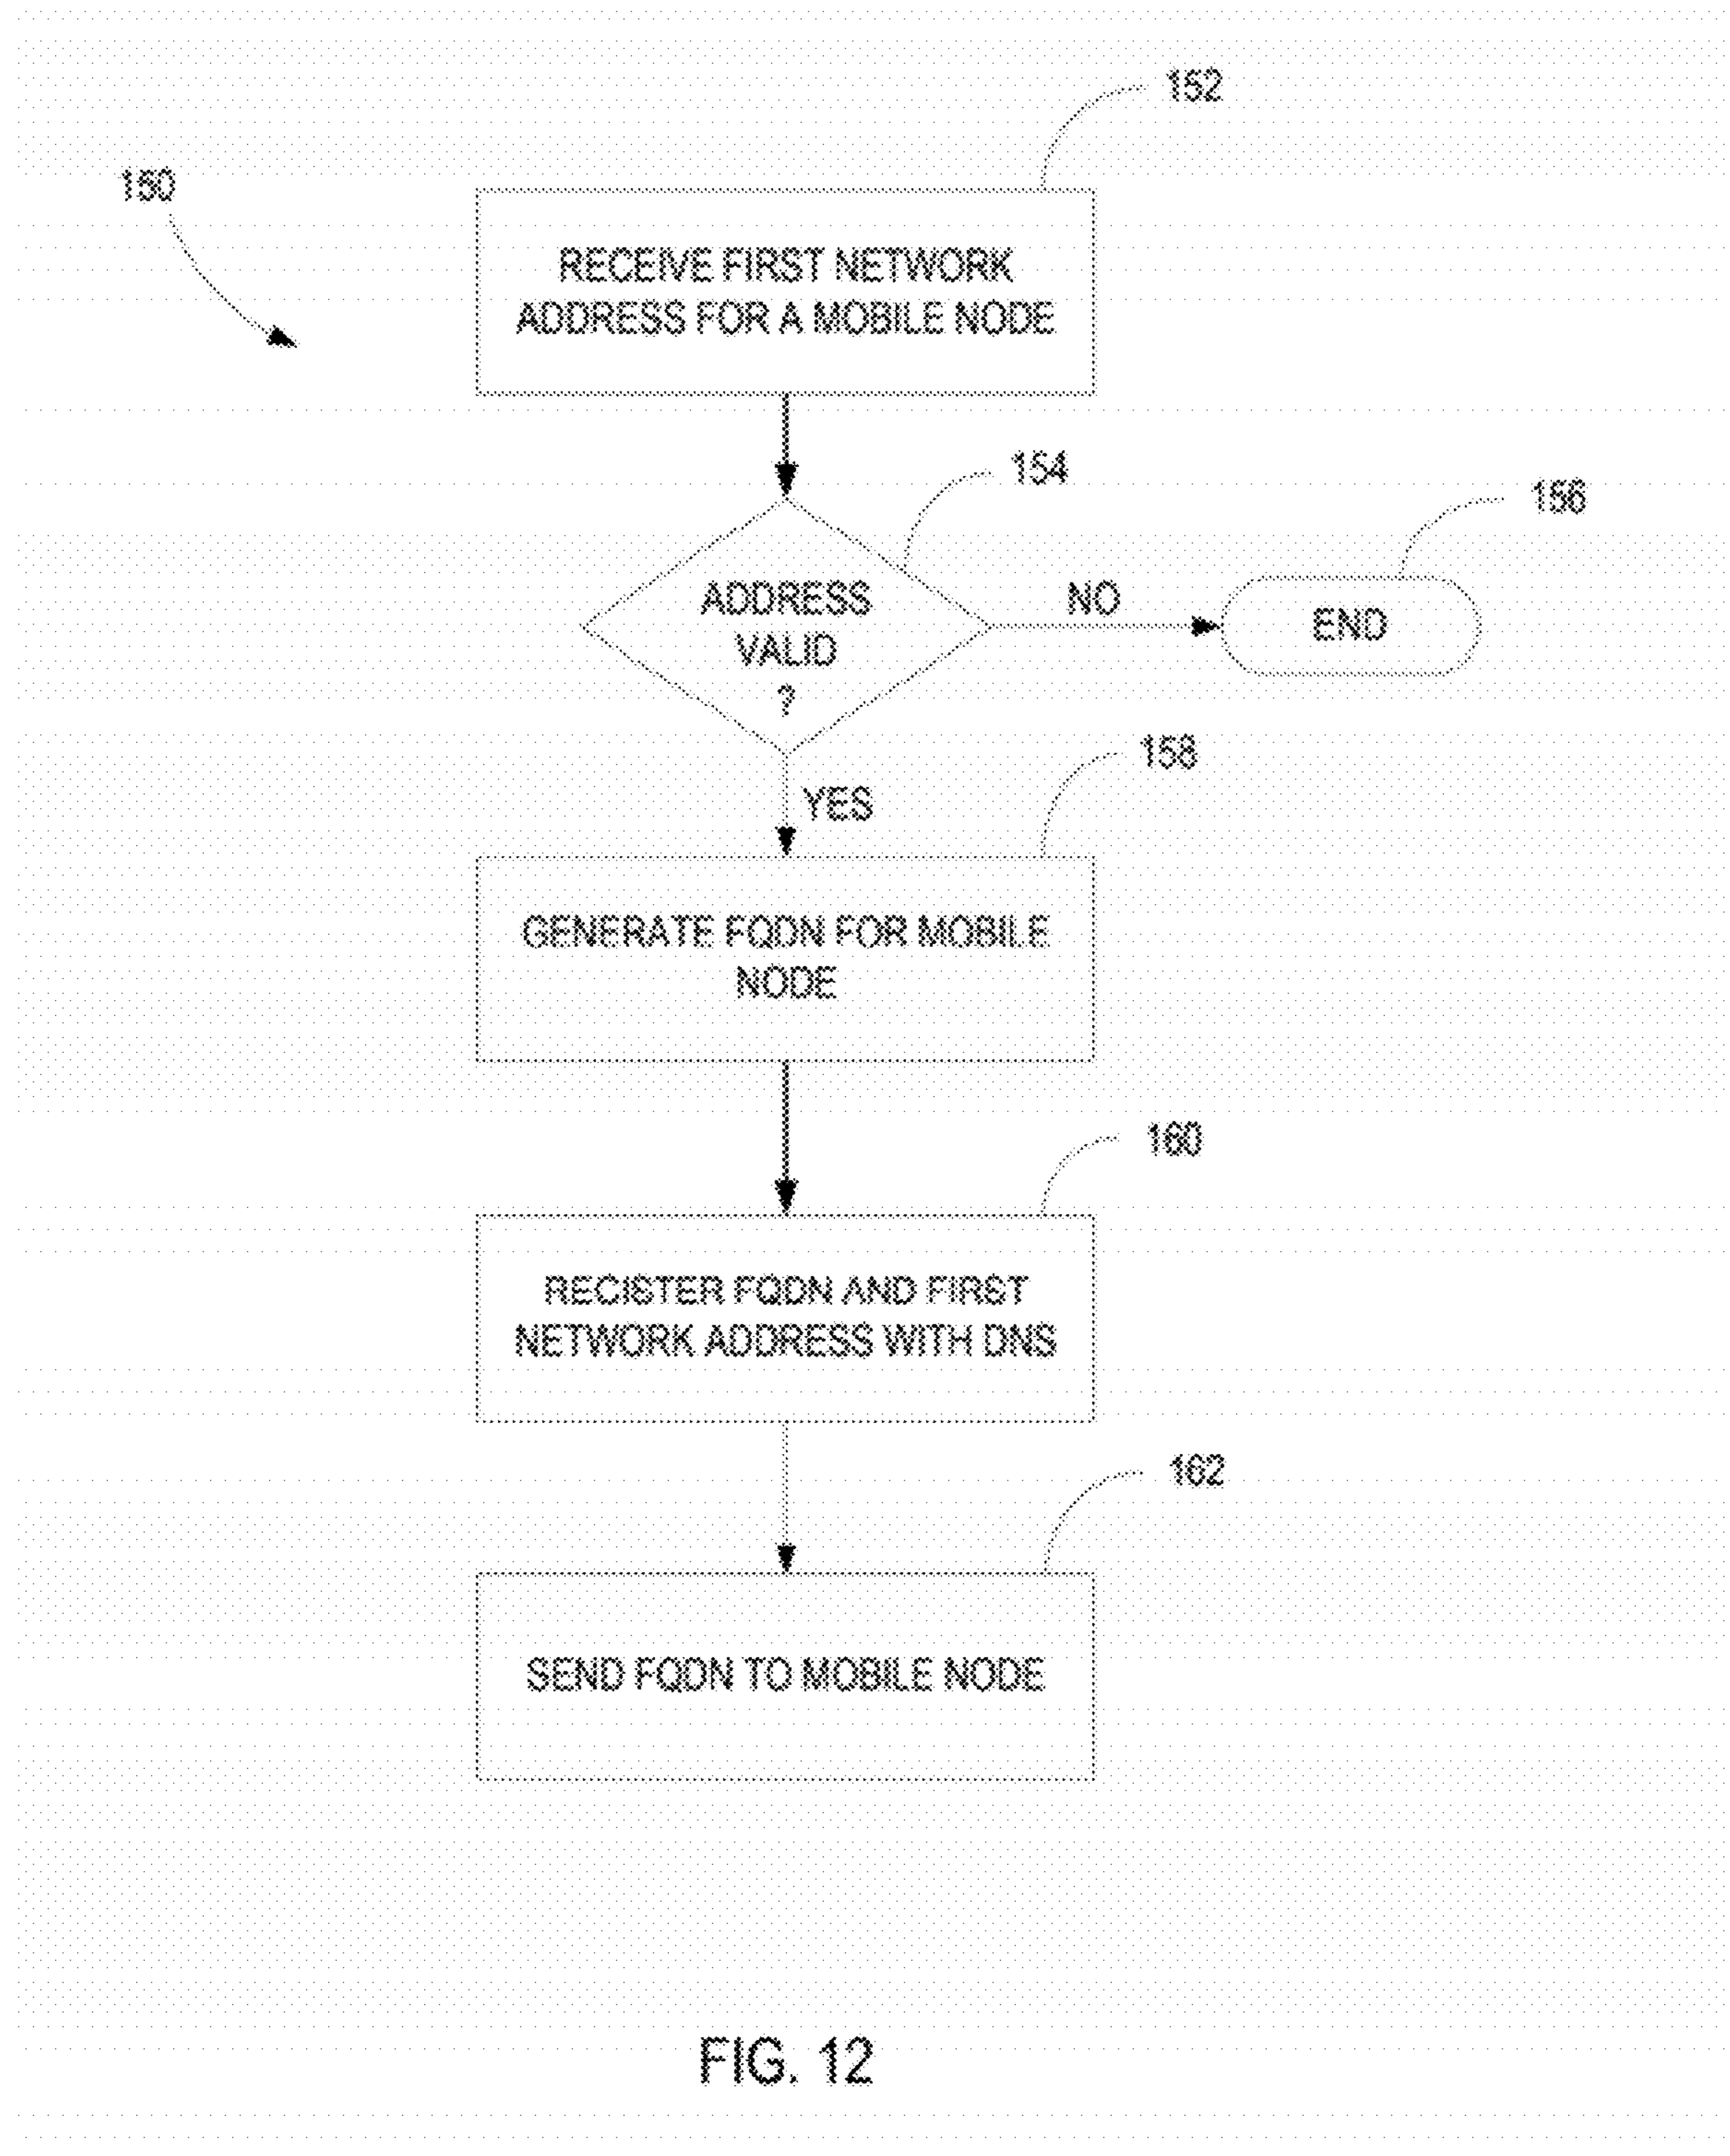 152
150
RECEIVE FIRST NETWORK
ADDRESS FOR A MOBILE NODE
154
156
ADDRESS
VALID
?
NO
END
YES
158
GENERATE FQDN FOR MOBILE
NODE
160
REGISTER FQDN AND FIRST
NETWORK ADDRESS WITH DNS
162
SEND FQDN TO MOBILE NODE
FIG. 12